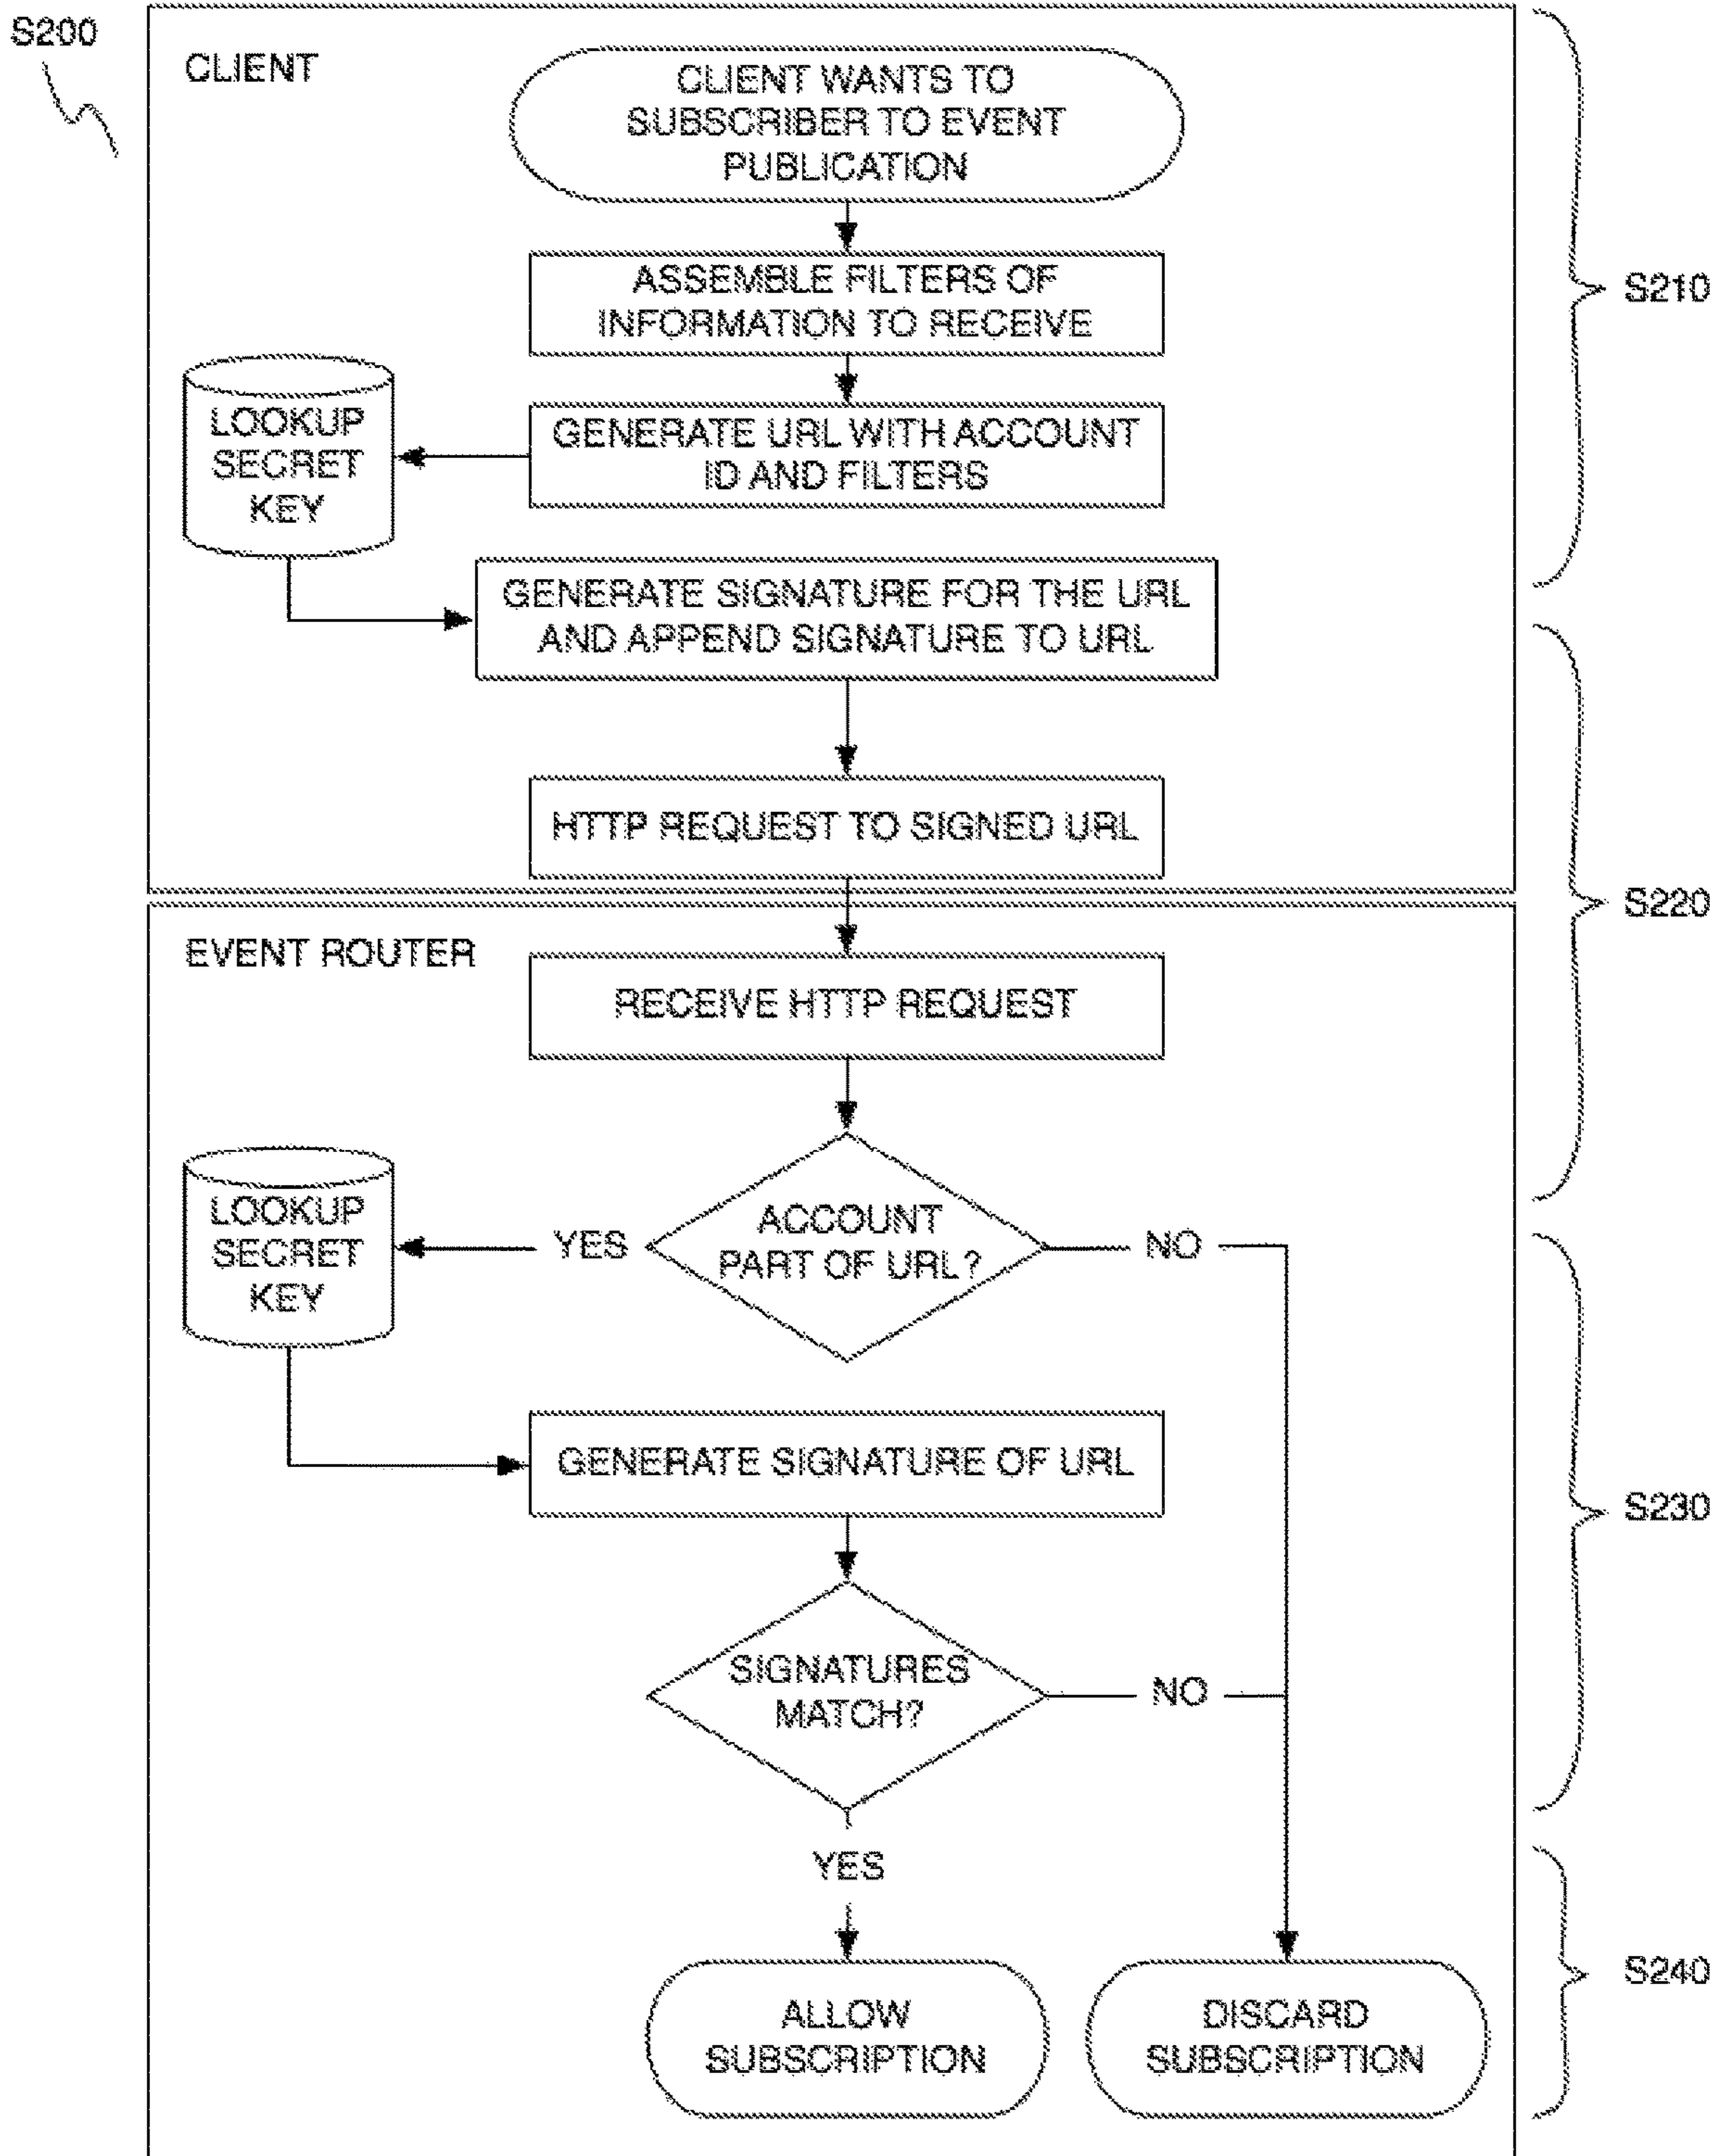 S200
CLIENT
CLIENT WANTS TO
SUBSCRIBER TO EVENT
PUBLICATION
ASSEMBLE FILTERS OF
INFORMATION TO RECEIVE
S210
LOOKUP
SECRET
KEY
GENERATE URL WITH ACCOUNT
ID AND FILTERS
GENERATE SIGNATURE FOR THE URL
AND APPEND SIGNATURE TO URL
HTTP REQUEST TO SIGNED URL
S220
EVENT ROUTER
RECEIVE HTTP REQUEST
LOOKUP
SECRET
KEY
YES
ACCOUNT
PART OF URL?
NO
GENERATE SIGNATURE OF URL
S230
SIGNATURES
MATCH?
NO
YES
S240
ALLOW
SUBSCRIPTION
DISCARD
SUBSCRIPTION